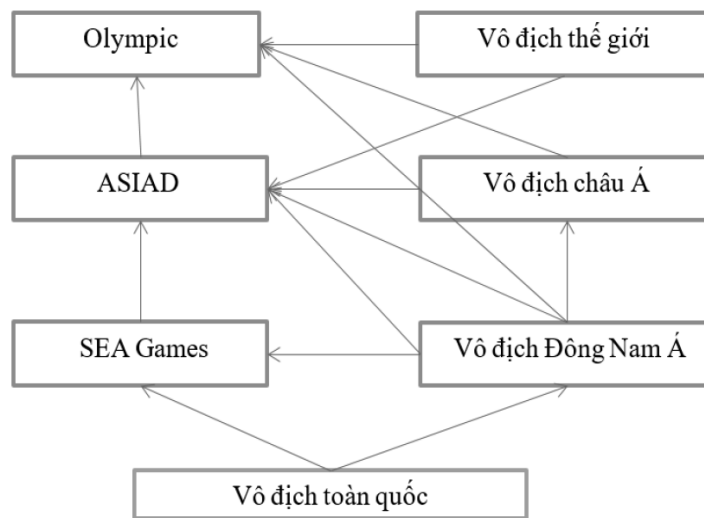 Olympic
Vô địch thế giới
ASIAD
Vô địch châu Á
SEA Games
Vô địch Đông Nam Á
Vô địch toàn quốc